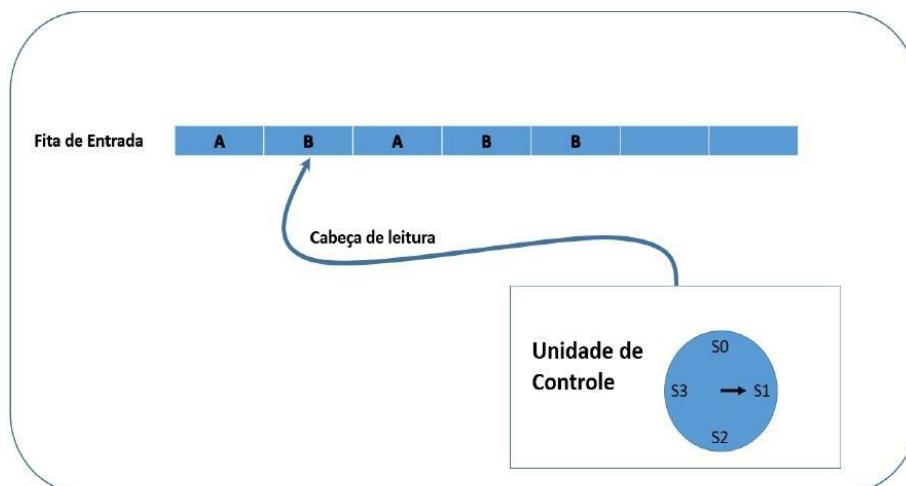 Fita de Entrada A B A B B
Cabeça de leitura
Unidade de
Controle
S0
S3 S1
S2